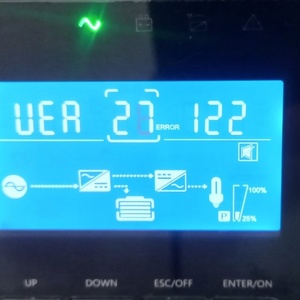 UEA 27 ERROR 122
100%
P 25%
UP DOWN ESC/OFF ENTER/ON